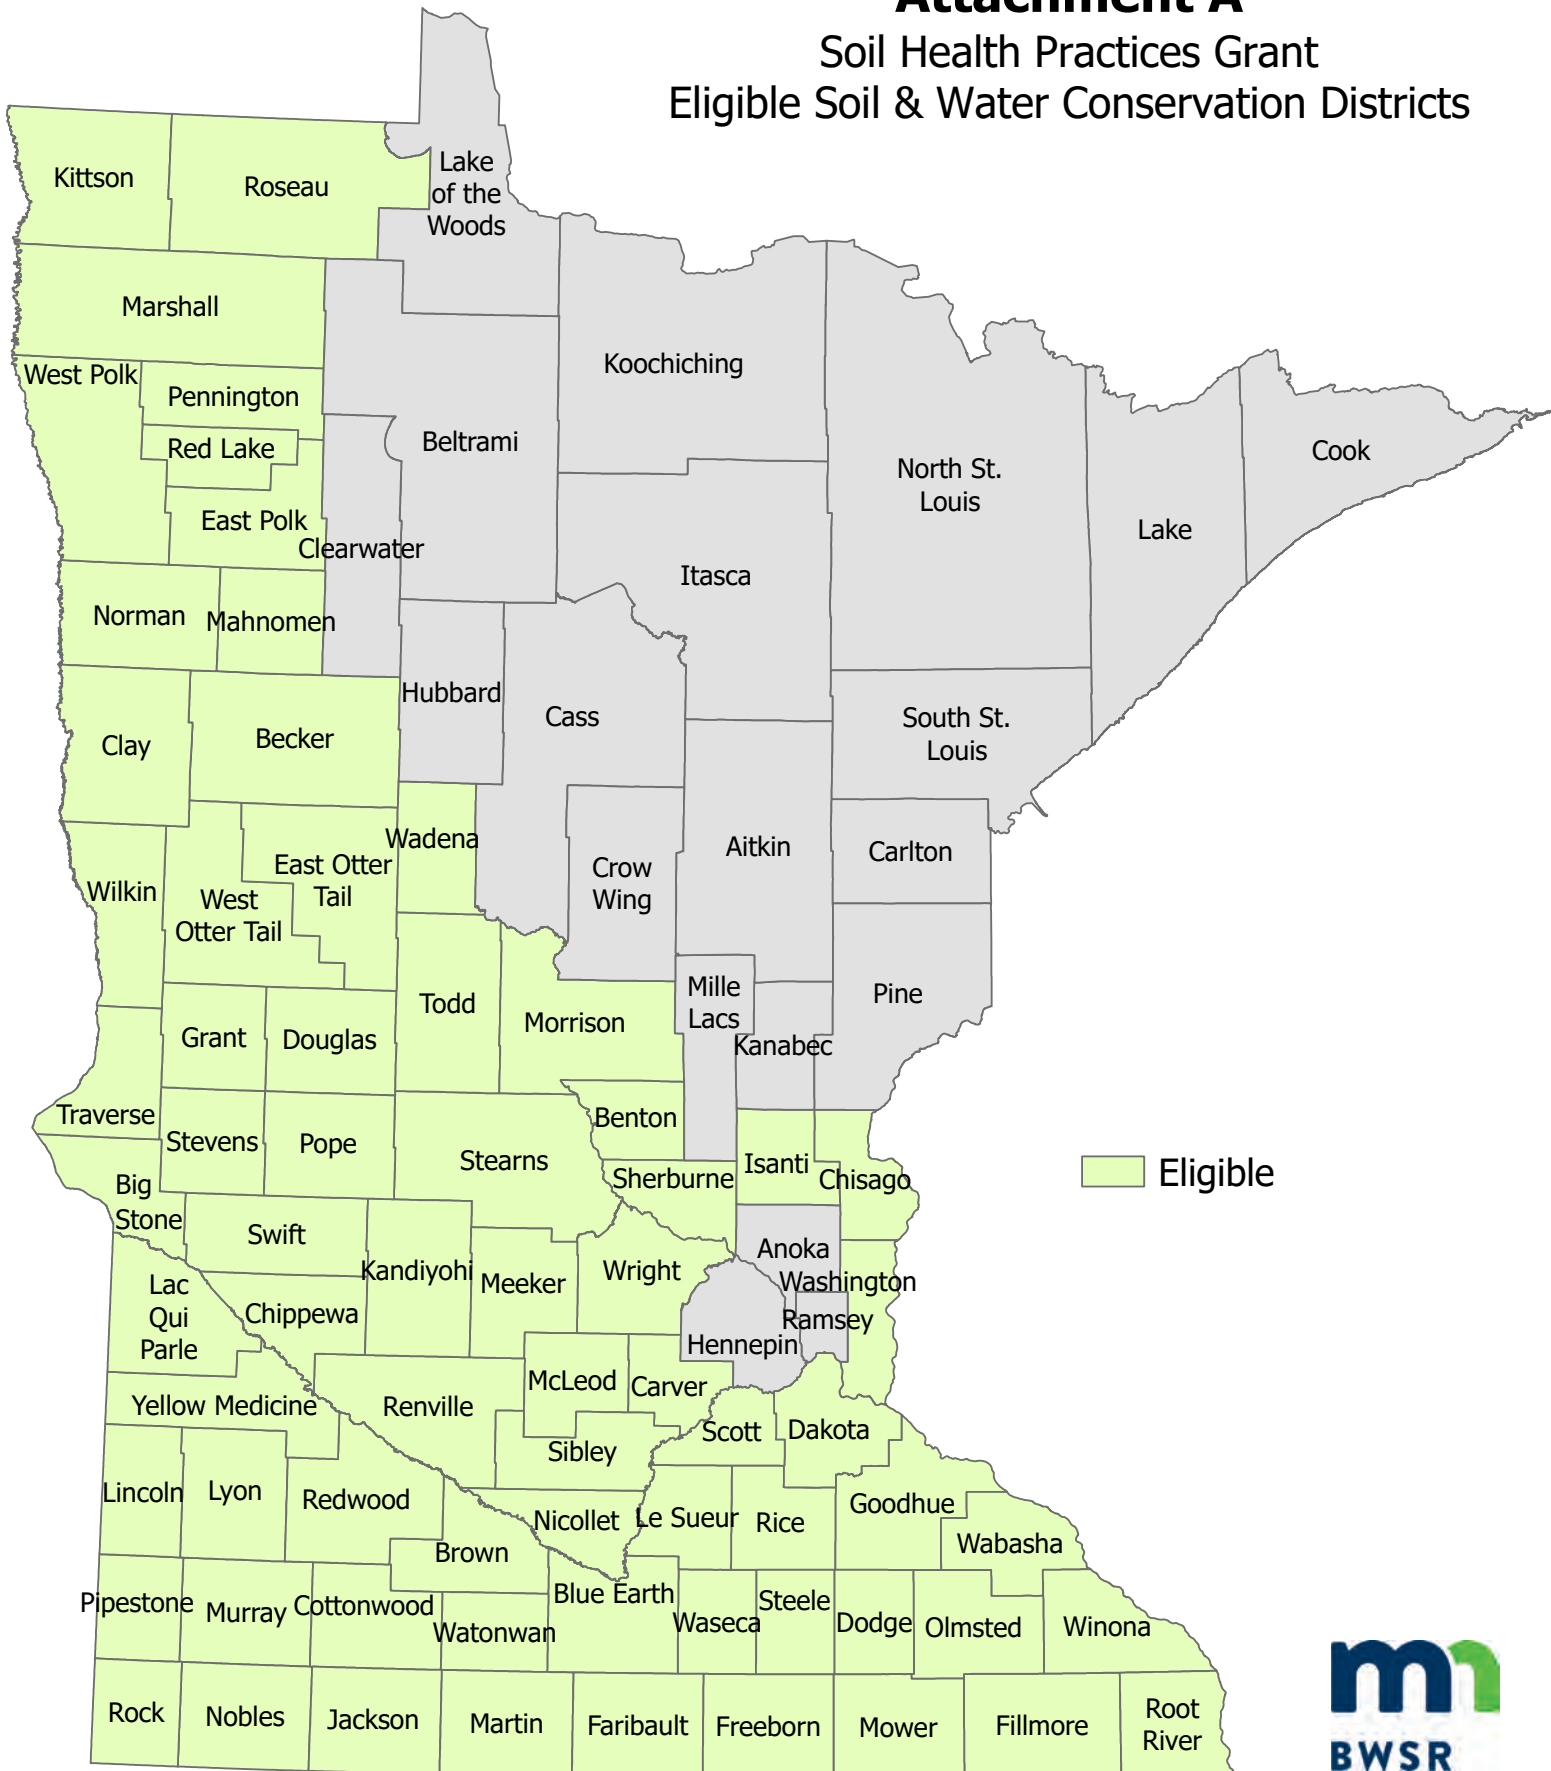 Attachment A
Soil Health Practices Grant
Eligible Soil & Water Conservation Districts
Kittson
Roseau
Lake
of the
Woods
Marshall
Koochiching
West Polk
Pennington
Red Lake
Beltrami
North St.
Louis
Cook
East Polk
Clearwater
Lake
Itasca
Norman
Mahnomen
Hubbard
Cass
South St.
Louis
Clay
Becker
Wadena
East Otter
Tail
Crow
Wing
Aitkin
Carlton
Wilkin
West
Otter Tail
Todd
Morrison
Mille
Lacs
Pine
Grant
Douglas
Kanabec
Traverse
Stevens
Pope
Benton
Stearns
Isanti
Sherburne
Chisago
Eligible
Big
Stone
Swift
Kandiyohi
Meeker
Wright
Anoka
Washington
Lac
Qui
Parle
Chippewa
Ramsey
Hennepin
McLeod
Carver
Yellow Medicine
Renville
Scott
Dakota
Sibley
Lincoln
Lyon
Redwood
Nicollet
Le Sueur
Rice
Goodhue
Wabasha
Brown
Pipestone
Murray
Cottonwood
Watonwan
Blue Earth
Waseca
Steele
Dodge
Olmsted
Winona
Rock
Nobles
Jackson
Martin
Faribault
Freeborn
Mower
Fillmore
Root
River
mn
BWSR